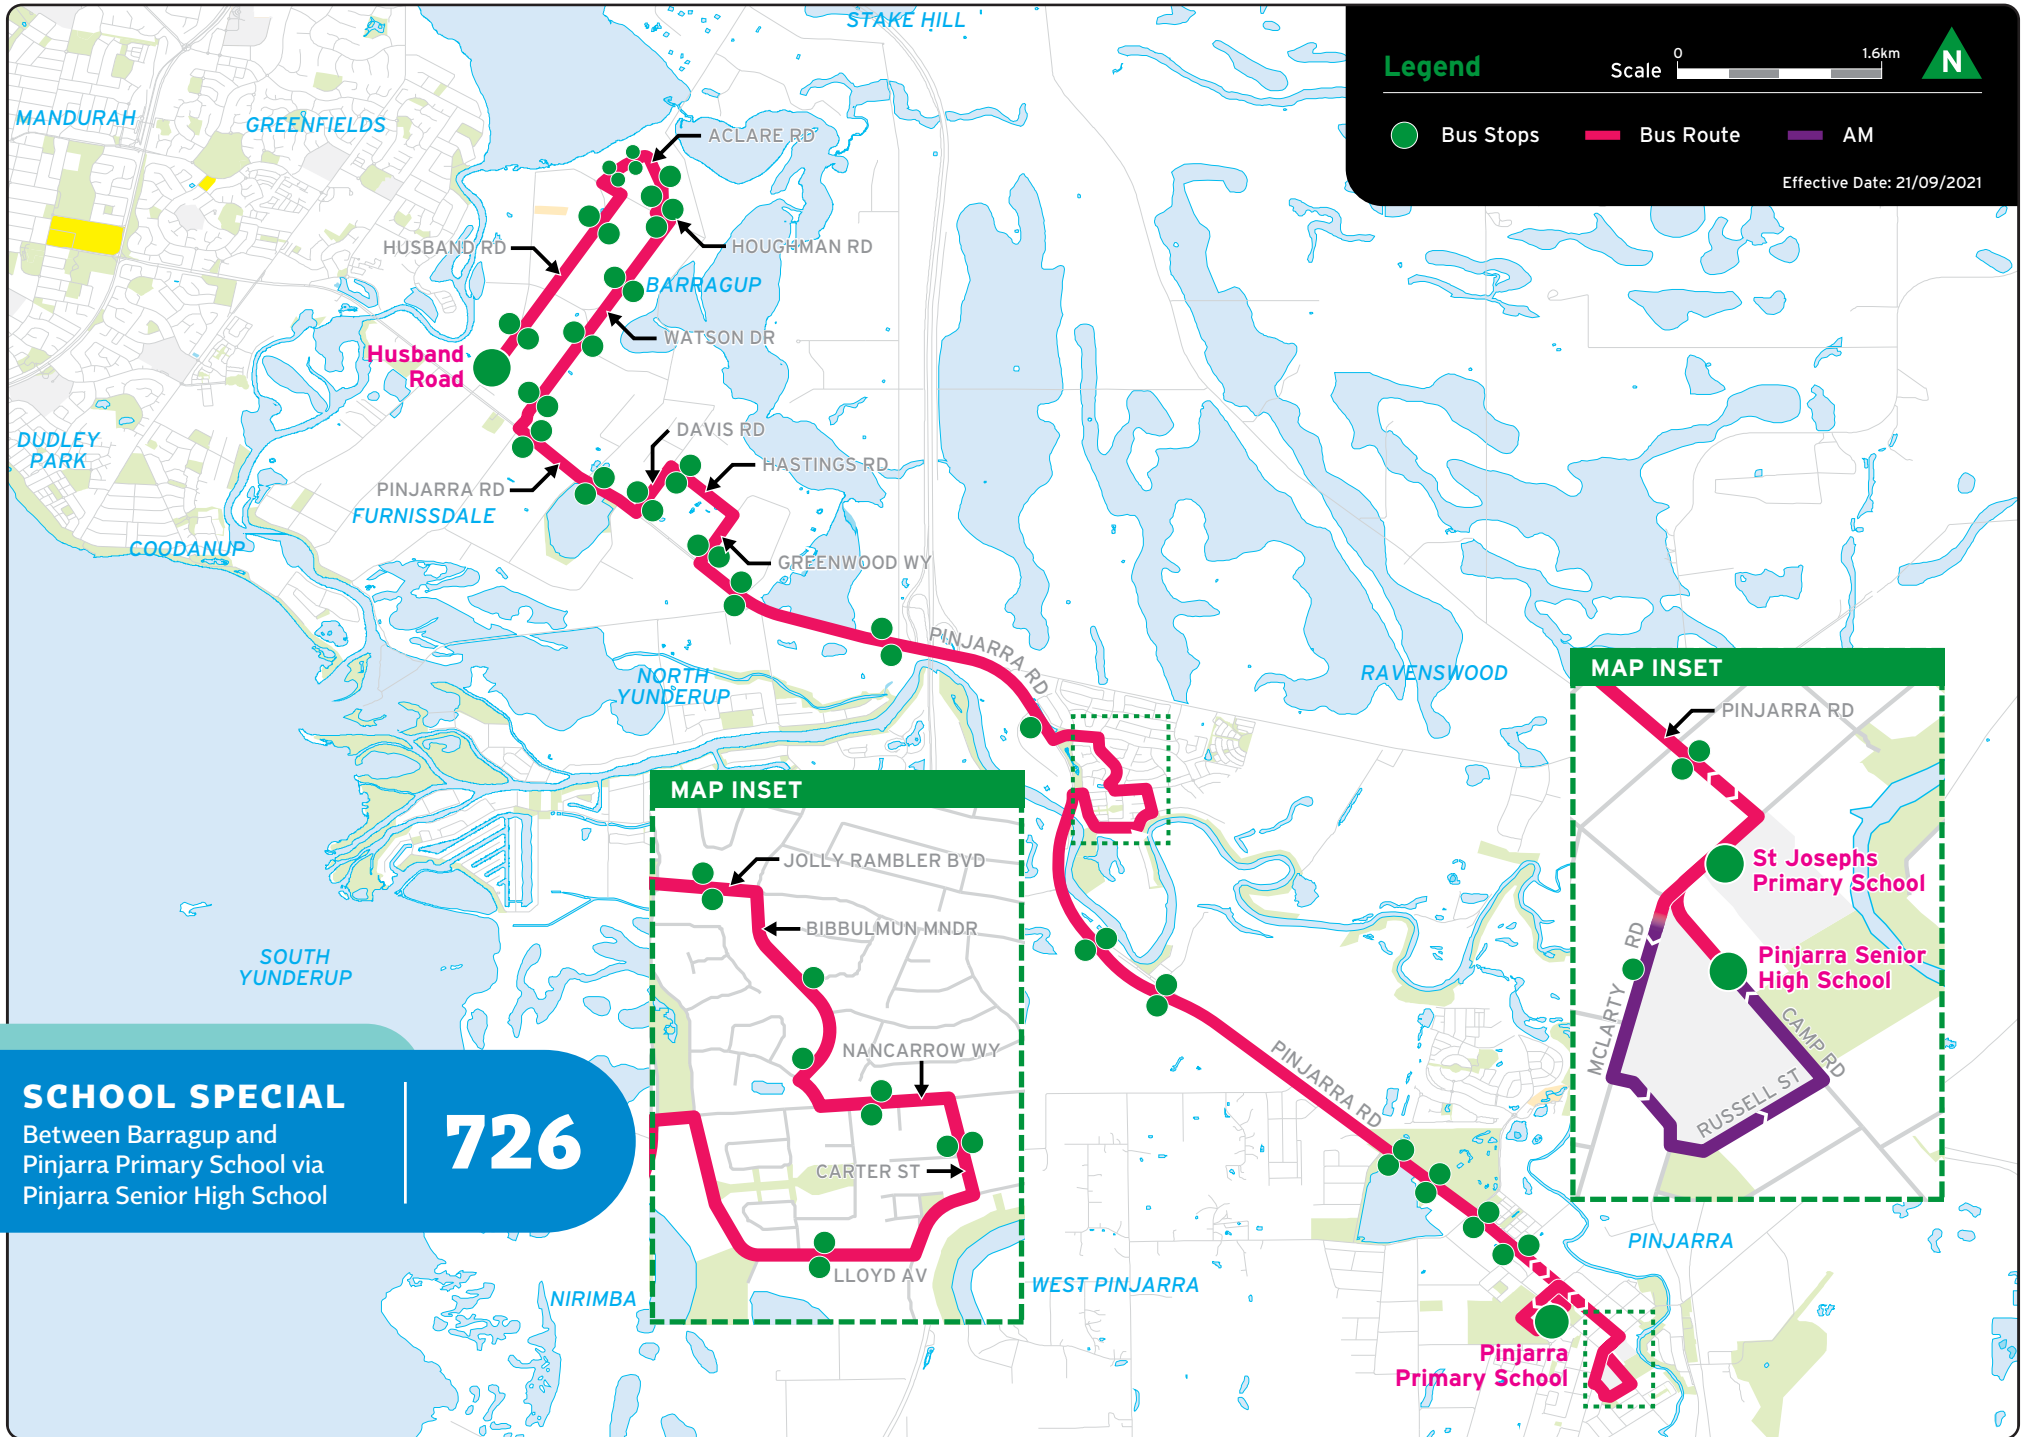 STAKE HILL
MANDURAH
GREENFIELDS
ACLARE RD
HUSBAND RD
HOUGHMAN RD
BARRAGUP
WATSON DR
Husband
Road
DUDLEY
PARK
DAVIS RD
HASTINGS RD
PINJARRA RD
FURNISSDALE
COODANUP
GREENWOOD WY
PINJARRA RD
NORTH
YUNDERUP
RAVENSWOOD
SOUTH
YUNDERUP
PINJARRA RD
NIRIMBA
WEST PINJARRA
PINJARRA
Pinjarra
Primary School
Legend
Scale
0
1.6km
N
Bus Stops
Bus Route
AM
Effective Date: 21/09/2021
MAP INSET
JOLLY RAMBLER BVD
BIBBULMUN MNDR
NANCARROW WY
CARTER ST
LLOYD AV
MAP INSET
PINJARRA RD
St Josephs
Primary School
MCLARTY RD
Pinjarra Senior
High School
CAMP RD
RUSSELL ST
SCHOOL SPECIAL
Between Barragup and
Pinjarra Primary School via
Pinjarra Senior High School
726